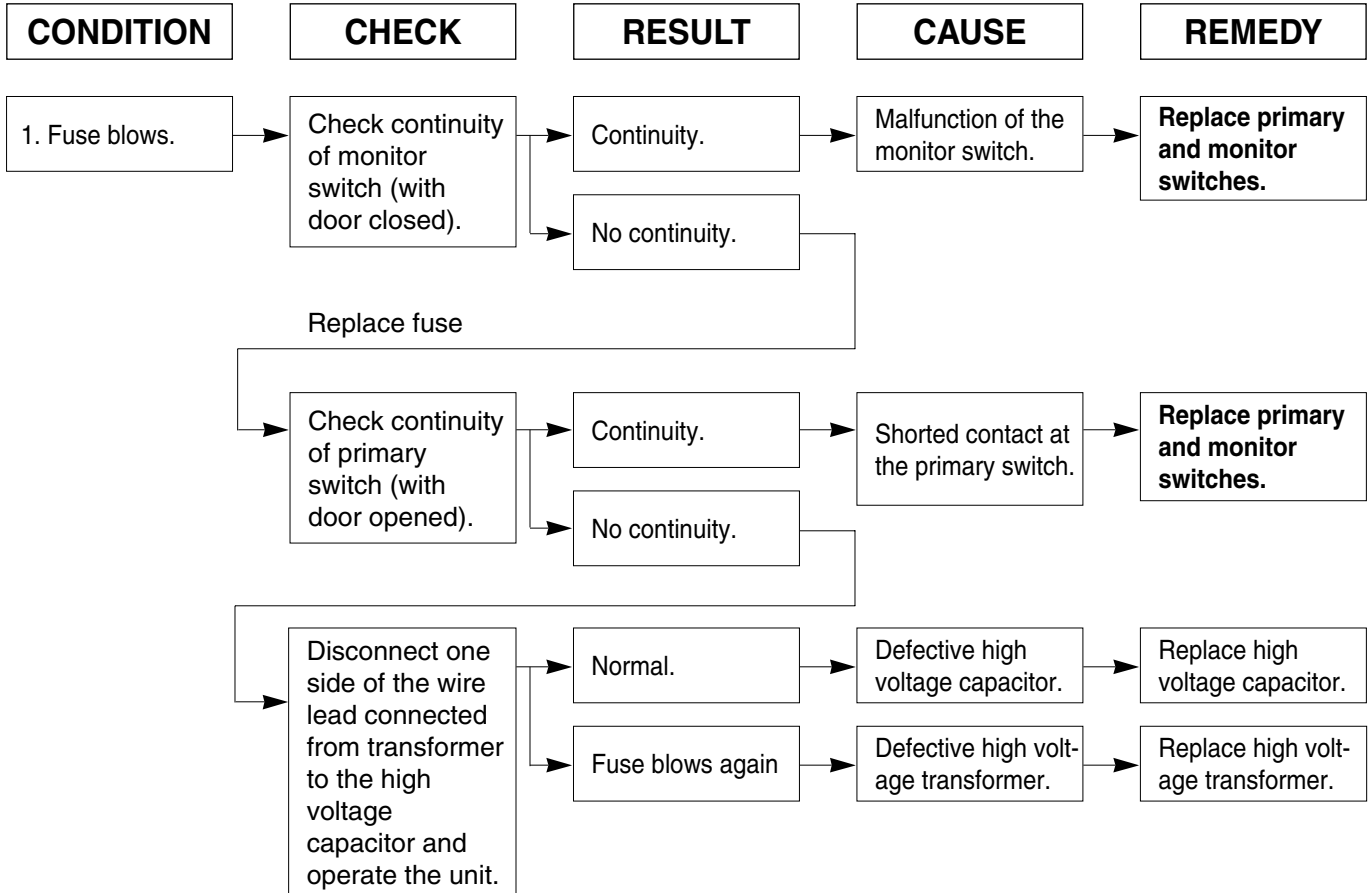 CONDITION
CHECK
RESULT
CAUSE
REMEDY
1. Fuse blows.
Check continuity
of monitor
switch (with
door closed).
Continuity.
Malfunction of the
monitor switch.
Replace primary
and monitor
switches.
No continuity.
Replace fuse
Check continuity
of primary
switch (with
door opened).
Continuity.
Shorted contact at
the primary switch.
Replace primary
and monitor
switches.
No continuity.
Disconnect one
side of the wire
lead connected
from transformer
to the high
voltage
capacitor and
operate the unit.
Normal.
Defective high
voltage capacitor.
Replace high
voltage capacitor.
Fuse blows again
Defective high volt-
age transformer.
Replace high volt-
age transformer.